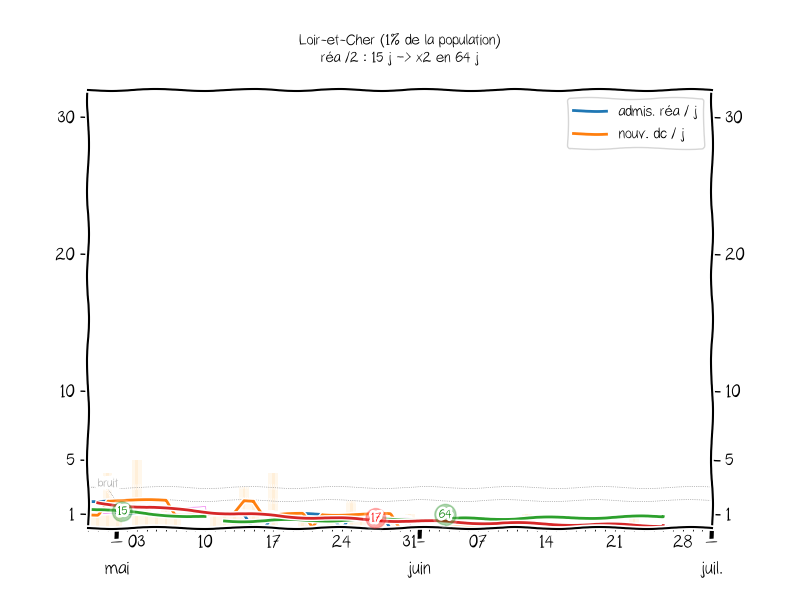 Loir-et-Cher (1% de la population)
réa /2 : 15 j -> x2 en 64 j
admis. réa / j
nouv. dc / j
30
30
20
20
10
10
5
5
bruit
1
15
17
64
1
03
10
17
24
31
07
14
21
28
mai
juin
juil.